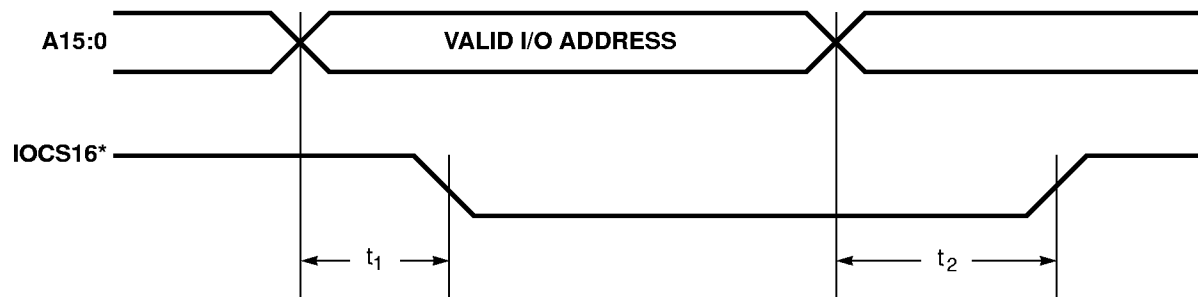 A15:0
VALID I/O ADDRESS
IOCS16*
t1
t2